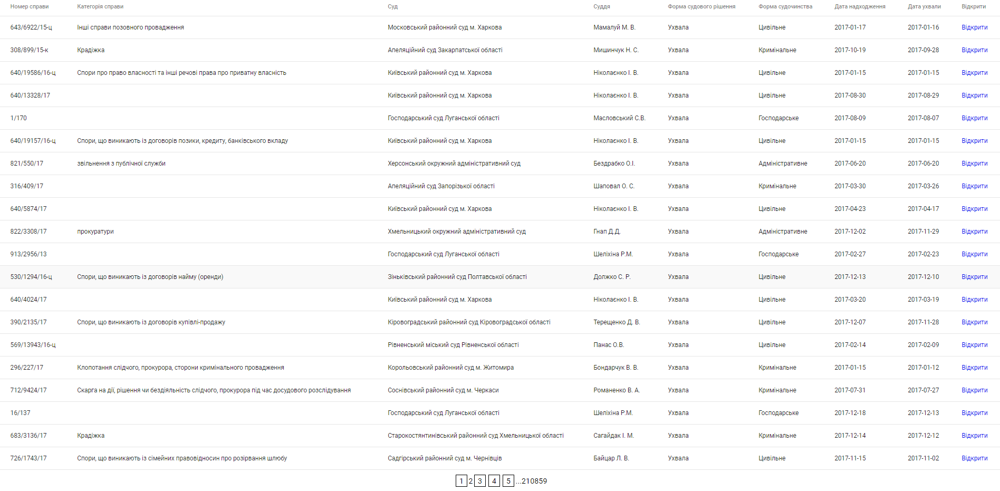 Номер справи Категорія справи Суд Суддя Форма судового рішення Форма судочинства Дата надходження Дата ухвали Відкрити
643/6922/15-ц Інші справи позовного провадження Московський районний суд м. Харкова Мамалуй М. В. Ухвала Цивільне 2017-01-17 2017-01-16 Відкрити
308/899/15-к Крадіжка Апеляційний суд Закарпатської області Мишинчук Н. С. Ухвала Кримінальне 2017-10-19 2017-09-28 Відкрити
640/19586/16-ц Спори про право власності та інші речові права про приватну власність Київський районний суд м. Харкова Ніколаєнко І. В. Ухвала Цивільне 2017-01-15 2017-01-15 Відкрити
640/13328/17 Київський районний суд м. Харкова Ніколаєнко І. В. Ухвала Цивільне 2017-08-30 2017-08-29 Відкрити
1/170 Господарський суд Луганської області Масловський С.В. Ухвала Господарське 2017-08-09 2017-08-07 Відкрити
640/19157/16-ц Спори, що виникають із договорів позики, кредиту, банківського вкладу Київський районний суд м. Харкова Ніколаєнко І. В. Ухвала Цивільне 2017-01-15 2017-01-15 Відкрити
821/550/17 звільнення з публічної служби Херсонський окружний адміністративний суд Бездрабко О.І. Ухвала Адміністративне 2017-06-20 2017-06-20 Відкрити
316/409/17 Апеляційний суд Запорізької області Шаповал О. С. Ухвала Кримінальне 2017-03-30 2017-03-26 Відкрити
640/5874/17 Київський районний суд м. Харкова Ніколаєнко І. В. Ухвала Цивільне 2017-04-23 2017-04-17 Відкрити
822/3308/17 прокуратури Хмельницький окружний адміністративний суд Гнап Д.Д. Ухвала Адміністративне 2017-12-02 2017-11-29 Відкрити
913/2956/13 Господарський суд Луганської області Шеліхіна Р.М. Ухвала Господарське 2017-02-27 2017-02-23 Відкрити
530/1294/16-ц Спори, що виникають із договорів найму (оренди) Зіньківський районний суд Полтавської області Должко С. Р. Ухвала Цивільне 2017-12-13 2017-12-10 Відкрити
640/4024/17 Київський районний суд м. Харкова Ніколаєнко І. В. Ухвала Цивільне 2017-03-20 2017-03-19 Відкрити
390/2135/17 Спори, що виникають із договорів купівлі-продажу Кіровоградський районний суд Кіровоградської області Терещенко Д. В. Ухвала Цивільне 2017-12-07 2017-11-28 Відкрити
569/13943/16-ц Рівненський міський суд Рівненської області Панас О.В. Ухвала Цивільне 2017-02-14 2017-02-09 Відкрити
296/227/17 Клопотання слідчого, прокурора, сторони кримінального провадження Корольовський районний суд м. Житомира Бондарчук В. В. Ухвала Кримінальне 2017-01-15 2017-01-12 Відкрити
712/9424/17 Скарга на дії, рішення чи бездіяльність слідчого, прокурора під час досудового розслідування Соснівський районний суд м. Черкаси Романенко В. А. Ухвала Кримінальне 2017-07-31 2017-07-27 Відкрити
16/137 Господарський суд Луганської області Шеліхіна Р.М. Ухвала Господарське 2017-12-18 2017-12-13 Відкрити
683/3136/17 Крадіжка Старокостянтинівський районний суд Хмельницької області Сагайдак І. М. Ухвала Кримінальне 2017-12-14 2017-12-12 Відкрити
726/1743/17 Спори, що виникають із сімейних правовідносин про розірвання шлюбу Садгірський районний суд м. Чернівців Байцар Л. В. Ухвала Цивільне 2017-11-15 2017-11-02 Відкрити
1 2 3 4 5 ...210859